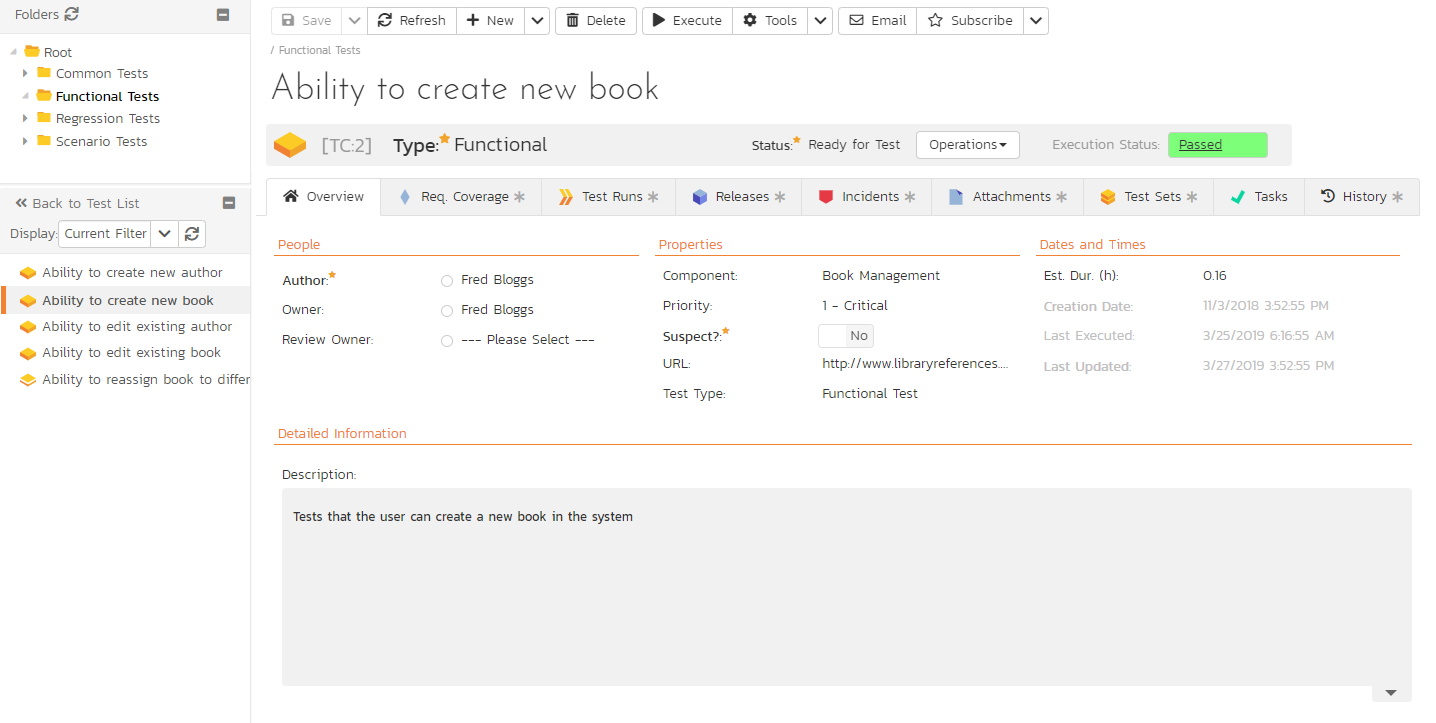 Folders
Root
Common Tests
Functional Tests
Regression Tests
Scenario Tests
Back to Test List
Display: Current Filter
Ability to create new author
Ability to create new book
Ability to edit existing author
Ability to edit existing book
Ability to reassign book to differ
Save Refresh New Delete Execute Tools Email Subscribe
/ Functional Tests
Ability to create new book
[TC:2] Type: Functional Status: Ready for Test Operations Execution Status: Passed
Overview Req. Coverage Test Runs Releases Incidents Attachments Test Sets Tasks History
People
Author: Fred Bloggs
Owner: Fred Bloggs
Review Owner: --- Please Select ---
Properties
Component: Book Management
Priority: 1 - Critical
Suspect?: No
URL: http://www.libraryreferences....
Test Type: Functional Test
Dates and Times
Est. Dur. (h): 0.16
Creation Date: 11/3/2018 3:52:55 PM
Last Executed: 3/25/2019 6:16:55 AM
Last Updated: 3/27/2019 3:52:55 PM
Detailed Information
Description:
Tests that the user can create a new book in the system